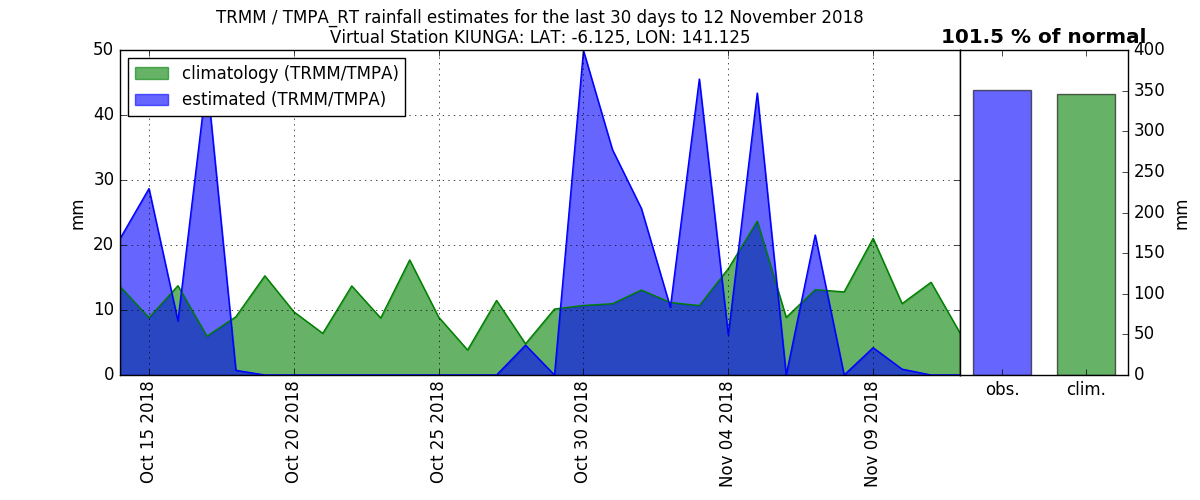 TRMM / TMPA_RT rainfall estimates for the last 30 days to 12 November 2018
Virtual Station KIUNGA: LAT: -6.125, LON: 141.125
101.5 % of normal
climatology (TRMM/TMPA)
estimated (TRMM/TMPA)
mm
50
40
30
20
10
0
Oct 15 2018
Oct 20 2018
Oct 25 2018
Oct 30 2018
Nov 04 2018
Nov 09 2018
obs.
clim.
400
350
300
250
200
150
100
50
0
mm